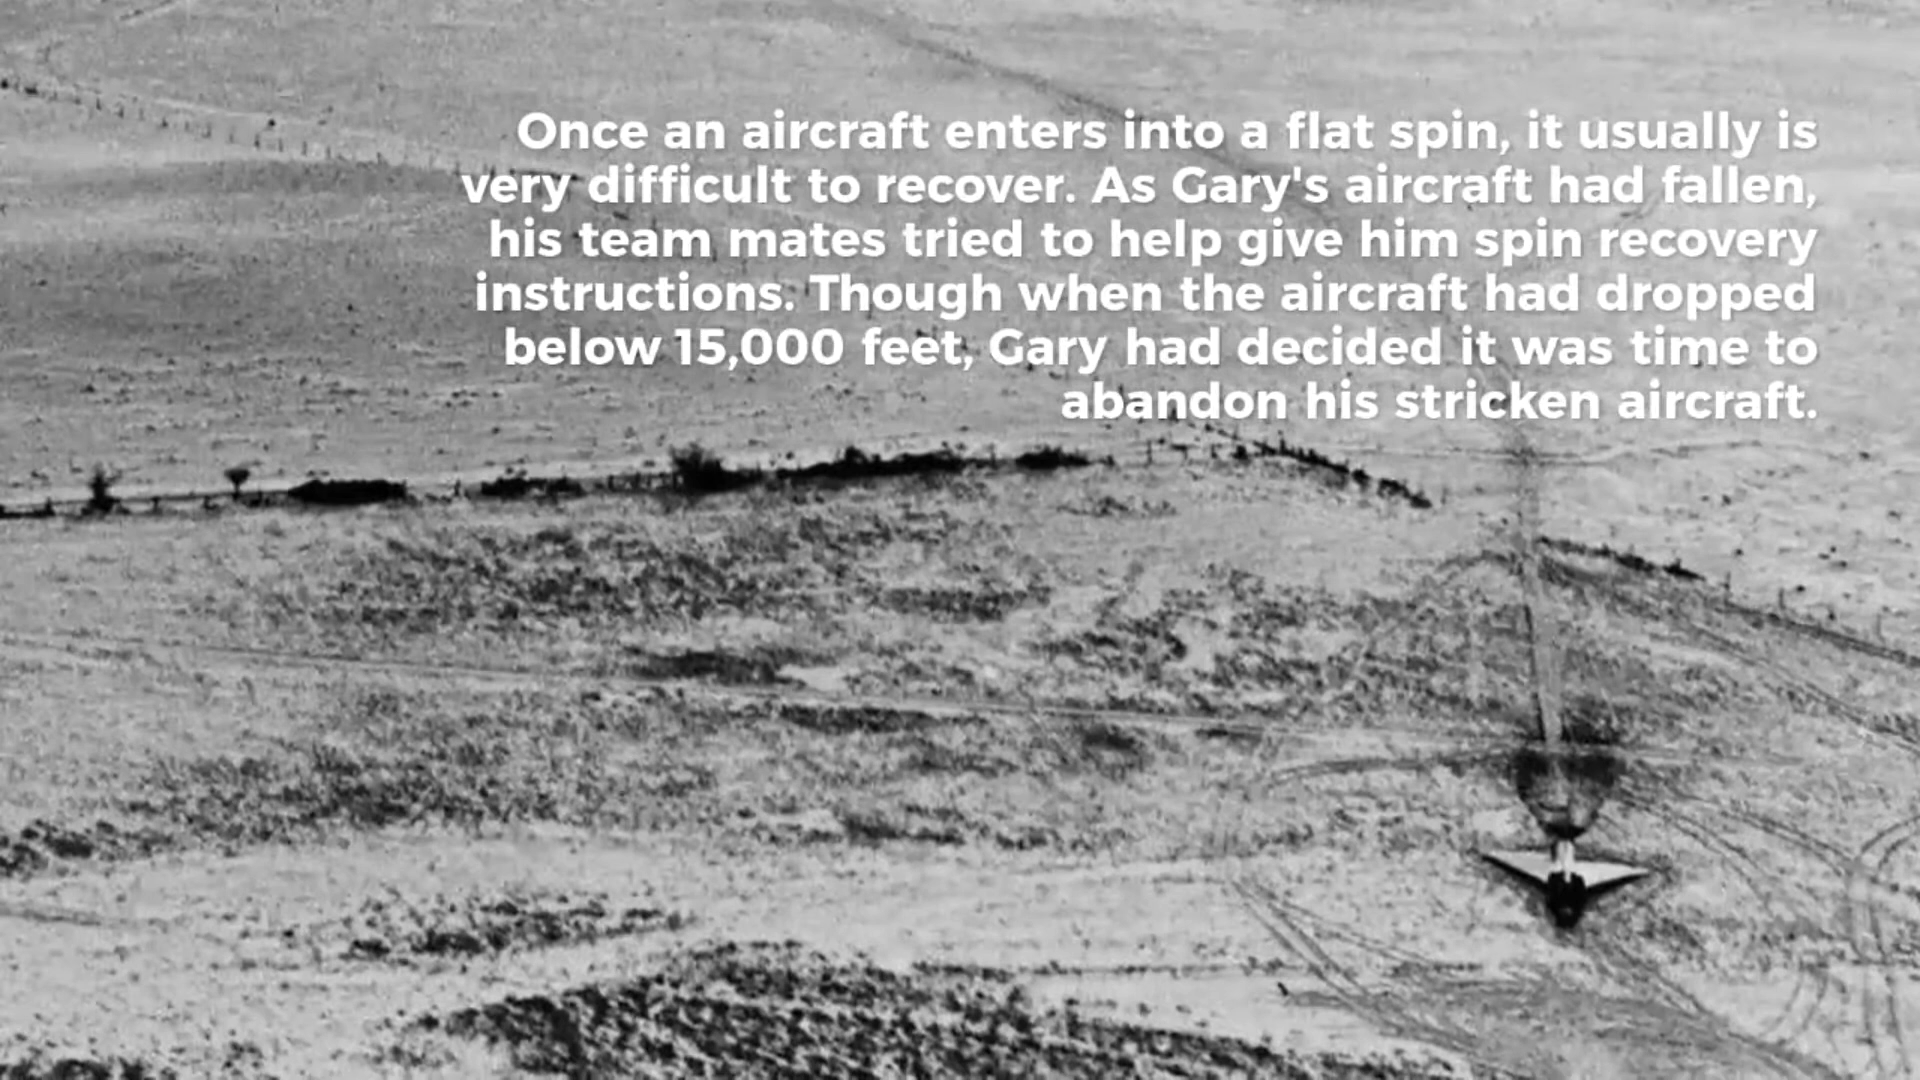 Once an aircraft enters into a flat spin, it usually is
very difficult to recover. As Gary's aircraft had fallen,
his team mates tried to help give him spin recovery
instructions. Though when the aircraft had dropped
below 15,000 feet, Gary had decided it was time to
abandon his stricken aircraft.